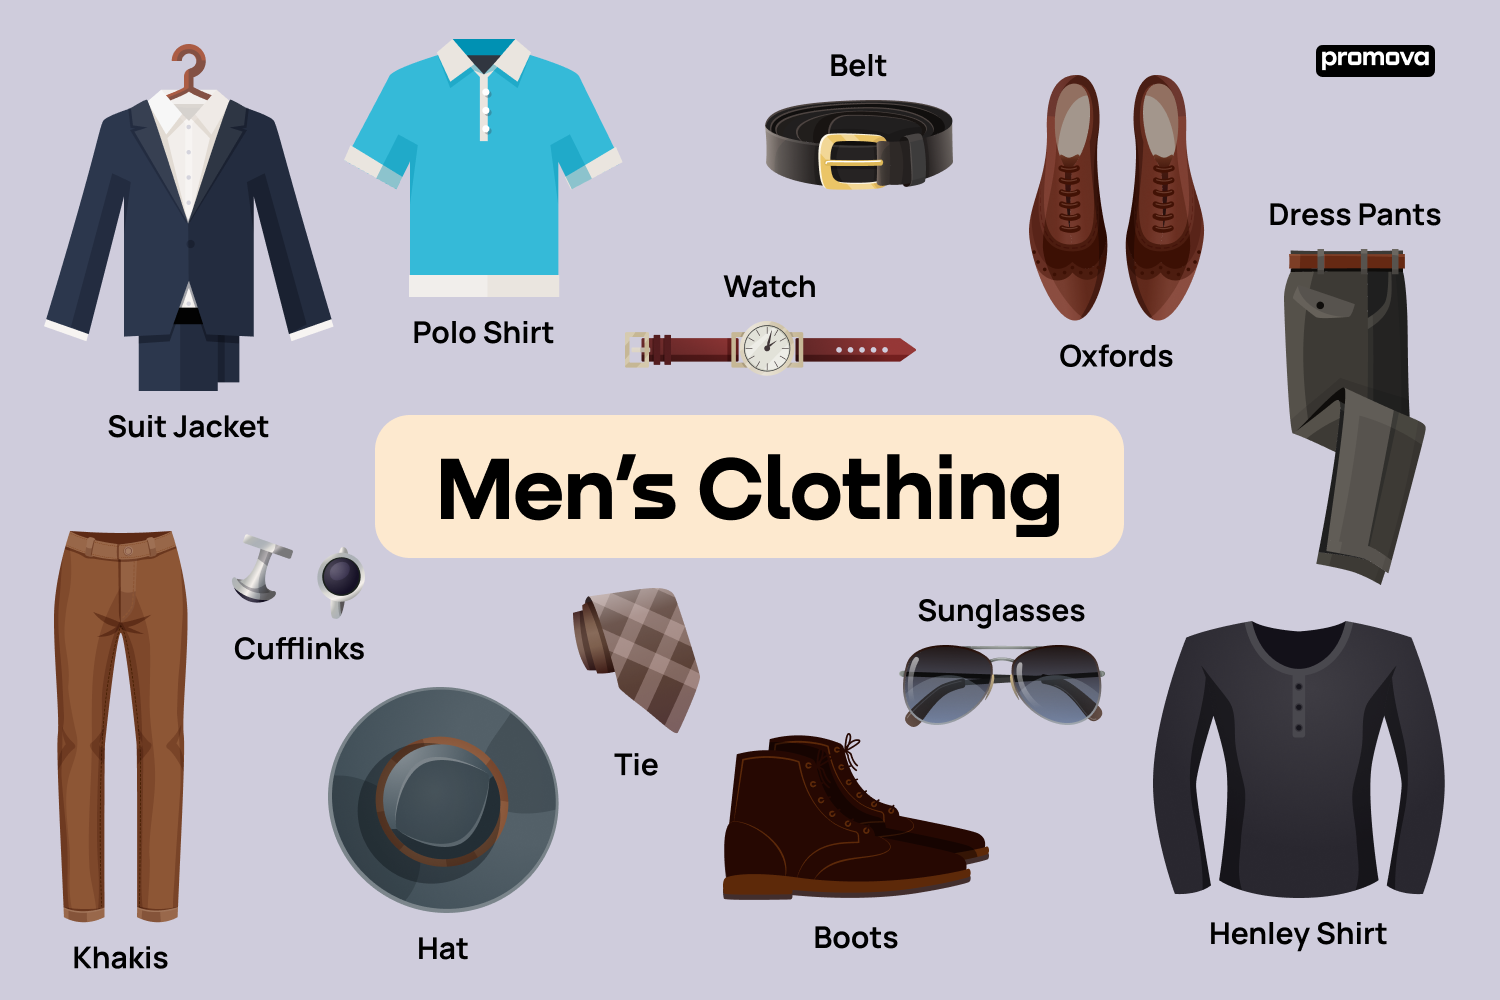 Belt
promova
Dress Pants
Watch
Polo Shirt
Oxfords
Suit Jacket
Men's Clothing
Sunglasses
Cufflinks
Tie
Henley Shirt
Boots
Hat
Khakis